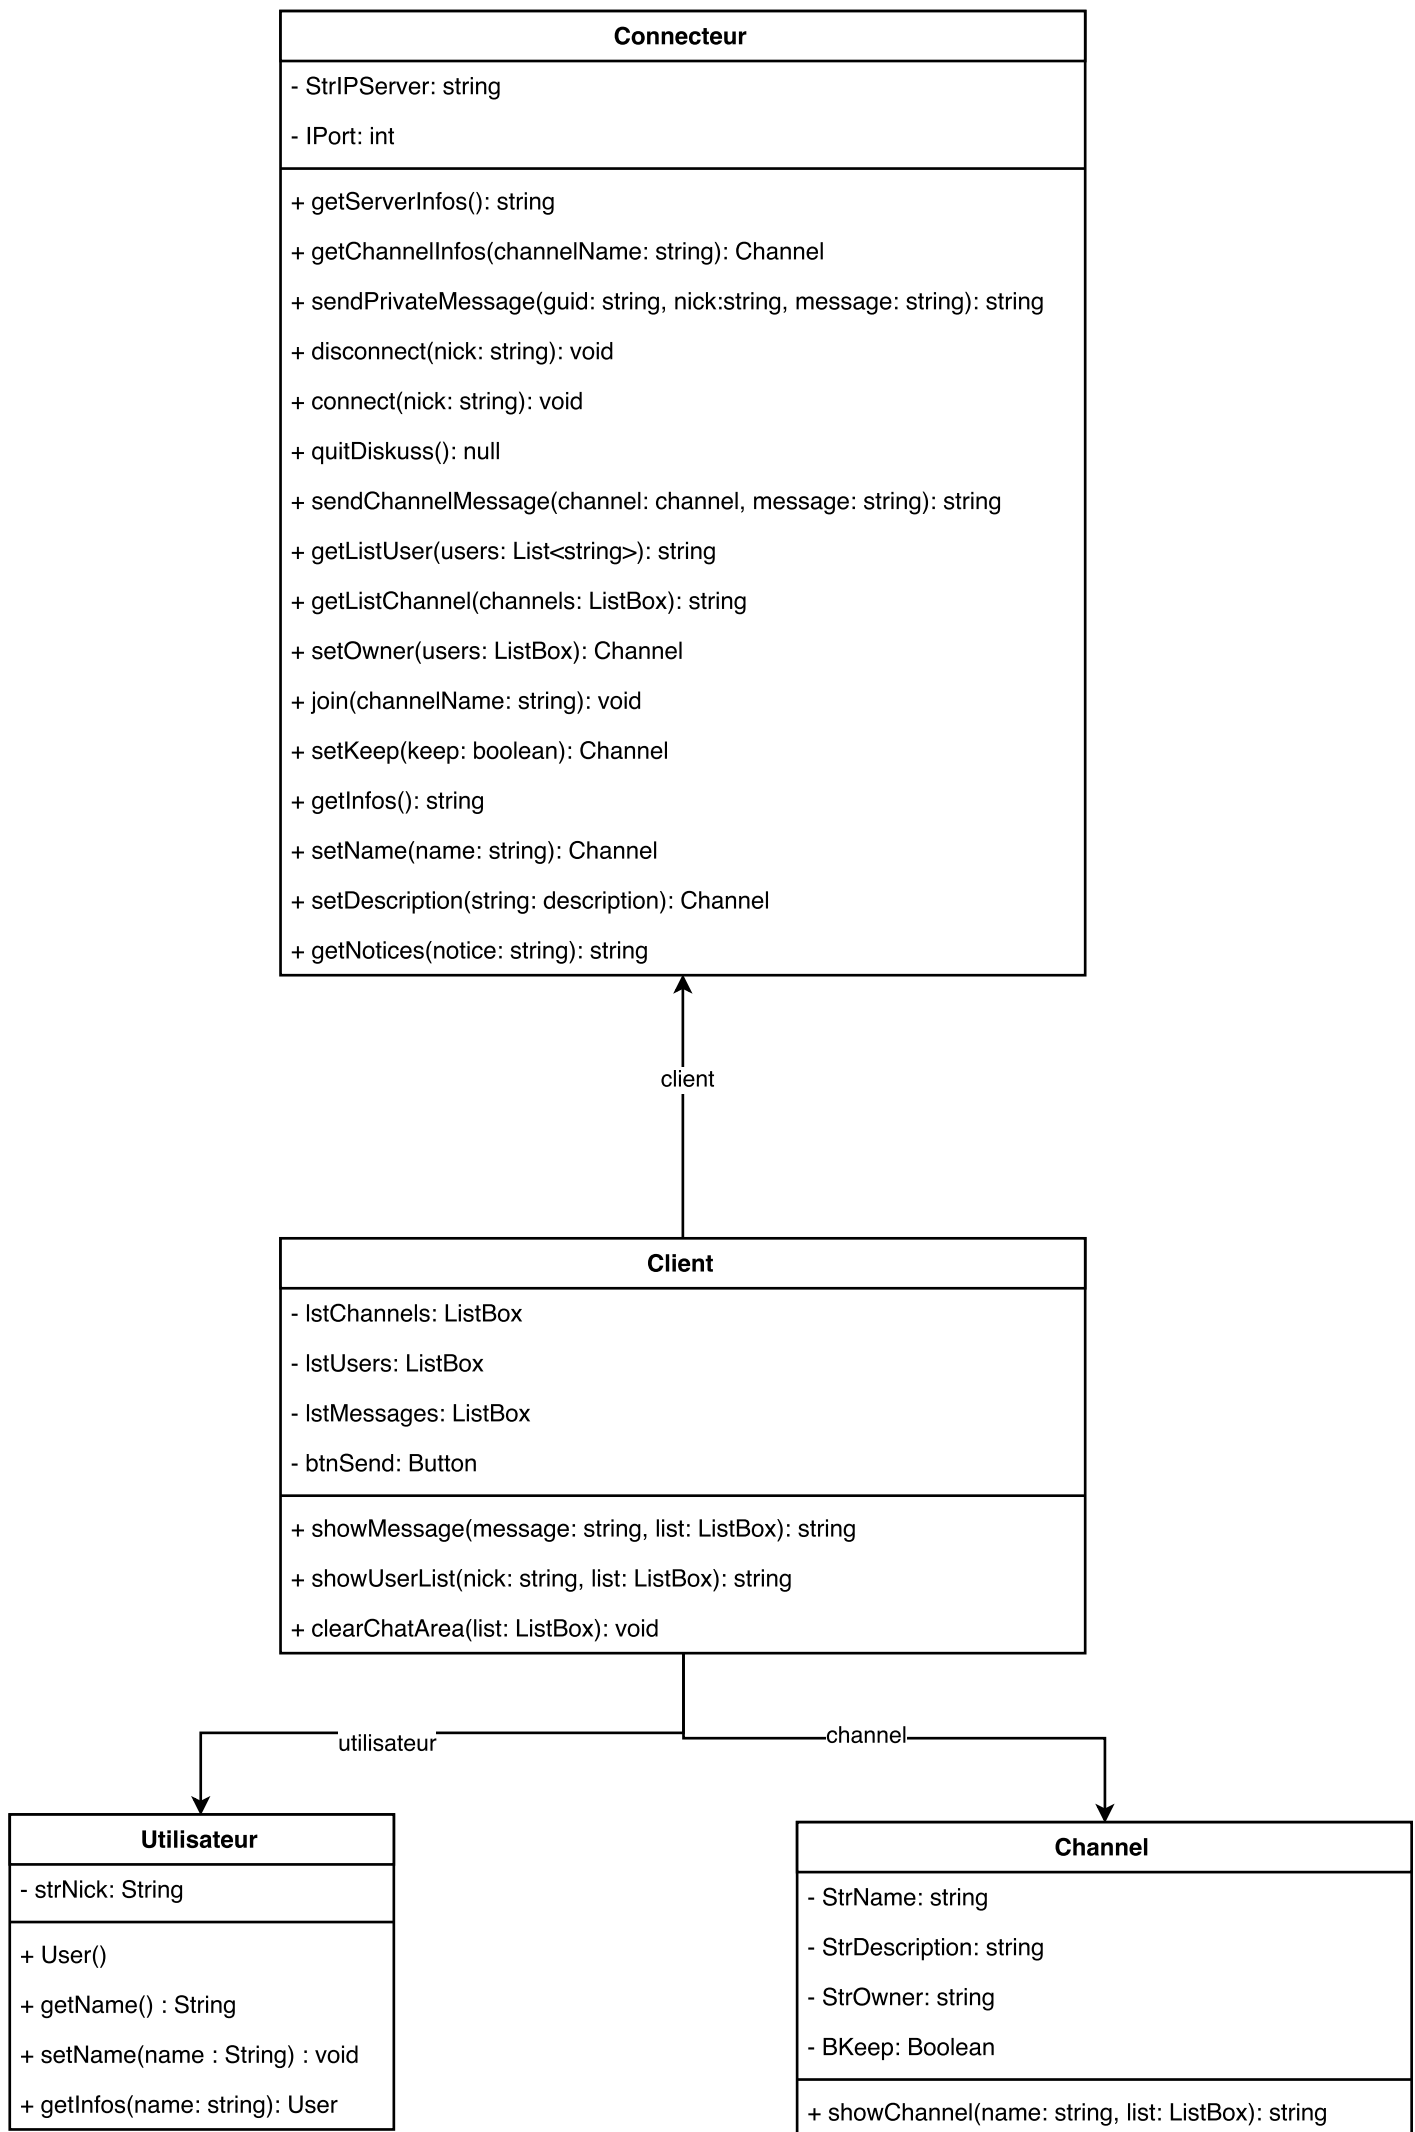 Connecteur
- StrIPServer: string
- IPort: int
+ getServerInfos(): string
+ getChannelInfos(channelName: string): Channel
+ sendPrivateMessage(guid: string, nick:string, message: string): string
+ disconnect(nick: string): void
+ connect(nick: string): void
+ quitDiskuss(): null
+ sendChannelMessage(channel: channel, message: string): string
+ getListUser(users: List<string>): string
+ getListChannel(channels: ListBox): string
+ setOwner(users: ListBox): Channel
+ join(channelName: string): void
+ setKeep(keep: boolean): Channel
+ getInfos(): string
+ setName(name: string): Channel
+ setDescription(string: description): Channel
+ getNotices(notice: string): string
client
Client
- lstChannels: ListBox
- lstUsers: ListBox
- lstMessages: ListBox
- btnSend: Button
+ showMessage(message: string, list: ListBox): string
+ showUserList(nick: string, list: ListBox): string
+ clearChatArea(list: ListBox): void
utilisateur
channel
Utilisateur
- strNick: String
+ User()
+ getName() : String
+ setName(name : String) : void
+ getInfos(name: string): User
Channel
- StrName: string
- StrDescription: string
- StrOwner: string
- BKeep: Boolean
+ showChannel(name: string, list: ListBox): string